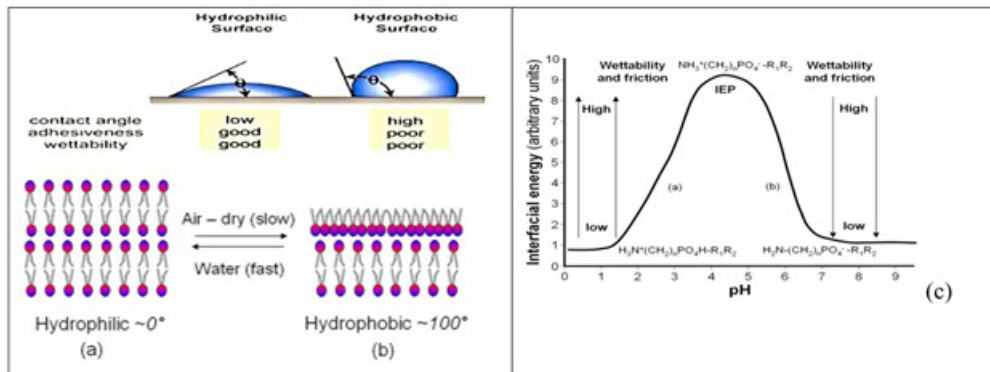 Hydrophilic
Surface
Hydrophobic
Surface
Θ
Θ
contact angle
adhesiveness
wettability
low
good
good
high
poor
poor
Air – dry (slow)
Water (fast)
Hydrophilic ~0°
(a)
Hydrophobic ~100°
(b)
Interfacial energy (arbitrary units)
10
9
8
7
6
5
4
3
2
1
0
Wettability
and friction
High
low
NH₃⁺(CH₂)ₙPO₄⁻-R₁R₂
IEP
Wettability
and friction
High
low
(a)
(b)
H₃N⁺(CH₂)ₙPO₄H-R₁R₂
H₂N-(CH₂)ₙPO₄⁻-R₁R₂
0 1 2 3 4 5 6 7 8 9
pH
(c)